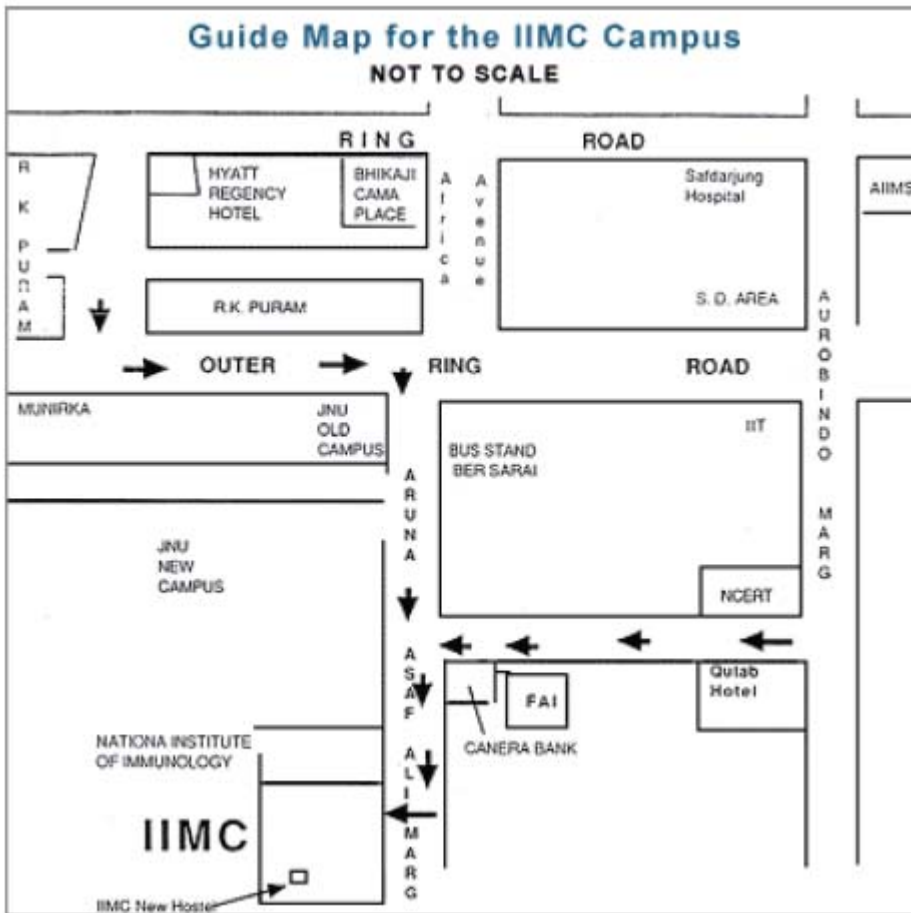 Guide Map for the IIMC Campus
NOT TO SCALE
RING ROAD
R K PURAM
HYATT
REGENCY
HOTEL
BHIKAJI
CAMA
PLACE
Africa Avenue
Safdarjung
Hospital
AIIMS
R.K. PURAM
S. D. AREA
AUROBINDO MARG
OUTER RING ROAD
MUNIRKA
JNU
OLD
CAMPUS
BUS STAND
BER SARAI
IIT
ARUNA ASAF ALI MARG
JNU
NEW
CAMPUS
NCERT
Qutab
Hotel
FAI
CANERA BANK
NATIONA INSTITUTE
OF IMMUNOLOGY
IIMC
IIMC New Hostel